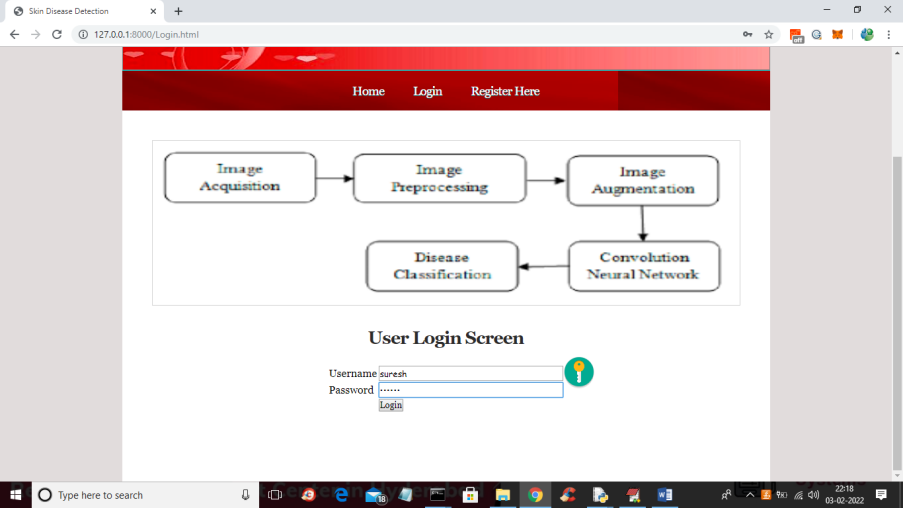 Skin Disease Detection
127.0.0.1:8000/Login.html
off
Home Login Register Here
Image Acquisition
Image Preprocessing
Image Augmentation
Disease Classification
Convolution Neural Network
User Login Screen
Username suresh
Password ······
Login
Type here to search
18
22:18
03-02-2022